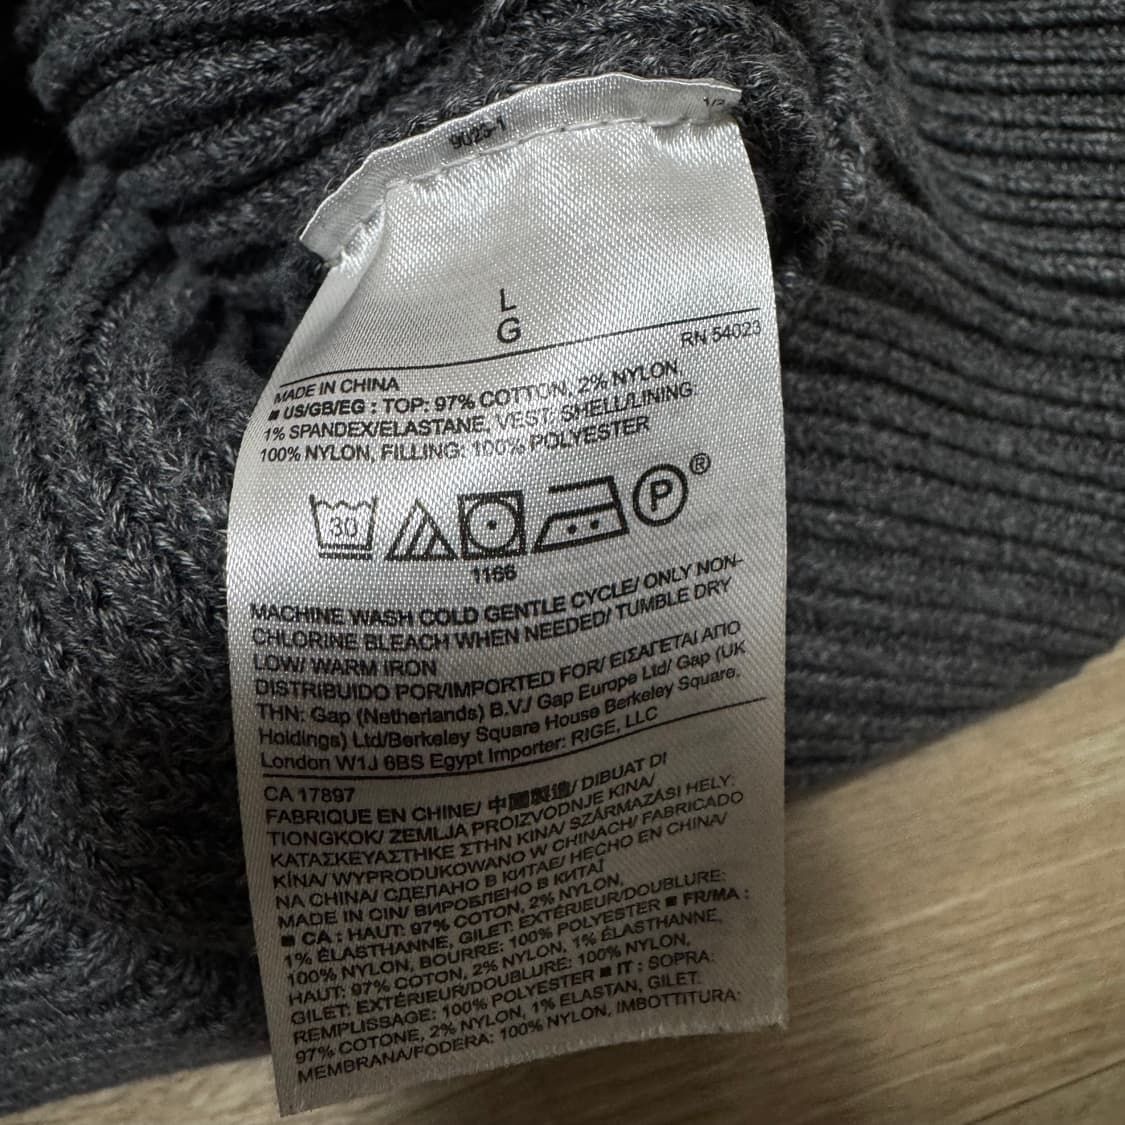 9023-1
1/2
L
G
RN 54023
MADE IN CHINA
■ US/GB/EG : TOP: 97% COTTON, 2% NYLON,
1% SPANDEX/ELASTANE, VEST: SHELL/LINING:
100% NYLON, FILLING: 100% POLYESTER
30
P ®
1166
MACHINE WASH COLD GENTLE CYCLE/ ONLY NON-
CHLORINE BLEACH WHEN NEEDED/ TUMBLE DRY
LOW/ WARM IRON
DISTRIBUIDO POR/IMPORTED FOR/ ΕΙΣΑΓΕΤΑΙ ΑΠΟ
ΤΗΝ: Gap (Netherlands) B.V./ Gap Europe Ltd/ Gap (UK
Holdings) Ltd/Berkeley Square House Berkeley Square,
London W1J 6BS Egypt Importer: RIGE, LLC
CA 17897
FABRIQUE EN CHINE/ 中國製造/ DIBUAT DI
TIONGKOK/ ZEMLJA PROIZVODNJE KINA/
ΚΑΤΑΣΚΕΥΑΣΤΗΚΕ ΣΤΗΝ ΚΙΝΑ/ SZÁRMAZÁSI HELY:
KÍNA/ WYPRODUKOWANO W CHINACH/ FABRICADO
NA CHINA/ СДЕЛАНО В КИТАЕ/ HECHO EN CHINA/
MADE IN CIN/ ВИРОБЛЕНО В КИТАЇ
■ CA : HAUT: 97% COTON, 2% NYLON,
1% ÉLASTHANNE, GILET: EXTÉRIEUR/DOUBLURE:
100% NYLON, BOURRE: 100% POLYESTER ■ FR/MA :
HAUT: 97% COTON, 2% NYLON, 1% ÉLASTHANNE,
GILET: EXTÉRIEUR/DOUBLURE: 100% NYLON,
REMPLISSAGE: 100% POLYESTER ■ IT : SOPRA:
97% COTONE, 2% NYLON, 1% ELASTAN, GILET:
MEMBRANA/FODERA: 100% NYLON, IMBOTTITURA: